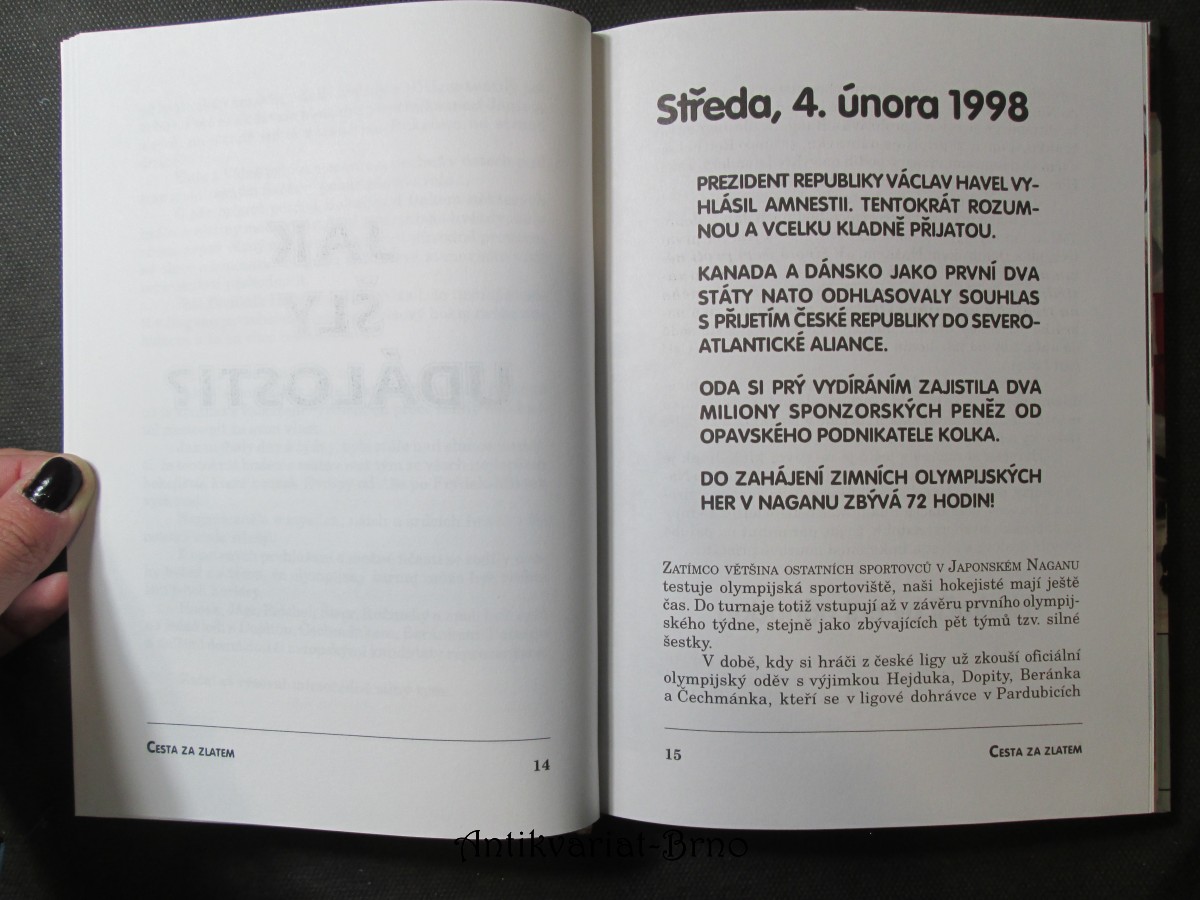 JAK
ŠLY
UDÁLOSTI?
CESTA ZA ZLATEM
14
Středa, 4. února 1998
PREZIDENT REPUBLIKY VÁCLAV HAVEL VY-
HLÁSIL AMNESTII. TENTOKRÁT ROZUM-
NOU A VCELKU KLADNĚ PŘIJATOU.
KANADA A DÁNSKO JAKO PRVNÍ DVA
STÁTY NATO ODHLASOVALY SOUHLAS
S PŘIJETÍM ČESKÉ REPUBLIKY DO SEVERO-
ATLANTICKÉ ALIANCE.
ODA SI PRÝ VYDÍRÁNÍM ZAJISTILA DVA
MILIONY SPONZORSKÝCH PENĚZ OD
OPAVSKÉHO PODNIKATELE KOLKA.
DO ZAHÁJENÍ ZIMNÍCH OLYMPIJSKÝCH
HER V NAGANU ZBÝVÁ 72 HODIN!
ZATÍMCO VĚTŠINA OSTATNÍCH SPORTOVCŮ V JAPONSKÉM NAGANU
testuje olympijská sportoviště, naši hokejisté mají ještě
čas. Do turnaje totiž vstupují až v závěru prvního olympij-
ského týdne, stejně jako zbývajících pět týmů tzv. silné
šestky.
V době, kdy si hráči z české ligy už zkouší oficiální
olympijský oděv s výjimkou Hejduka, Dopity, Beránka
a Čechmánka, kteří se v ligové dohrávce v Pardubicích
15
CESTA ZA ZLATEM
Antikvariat-Brno